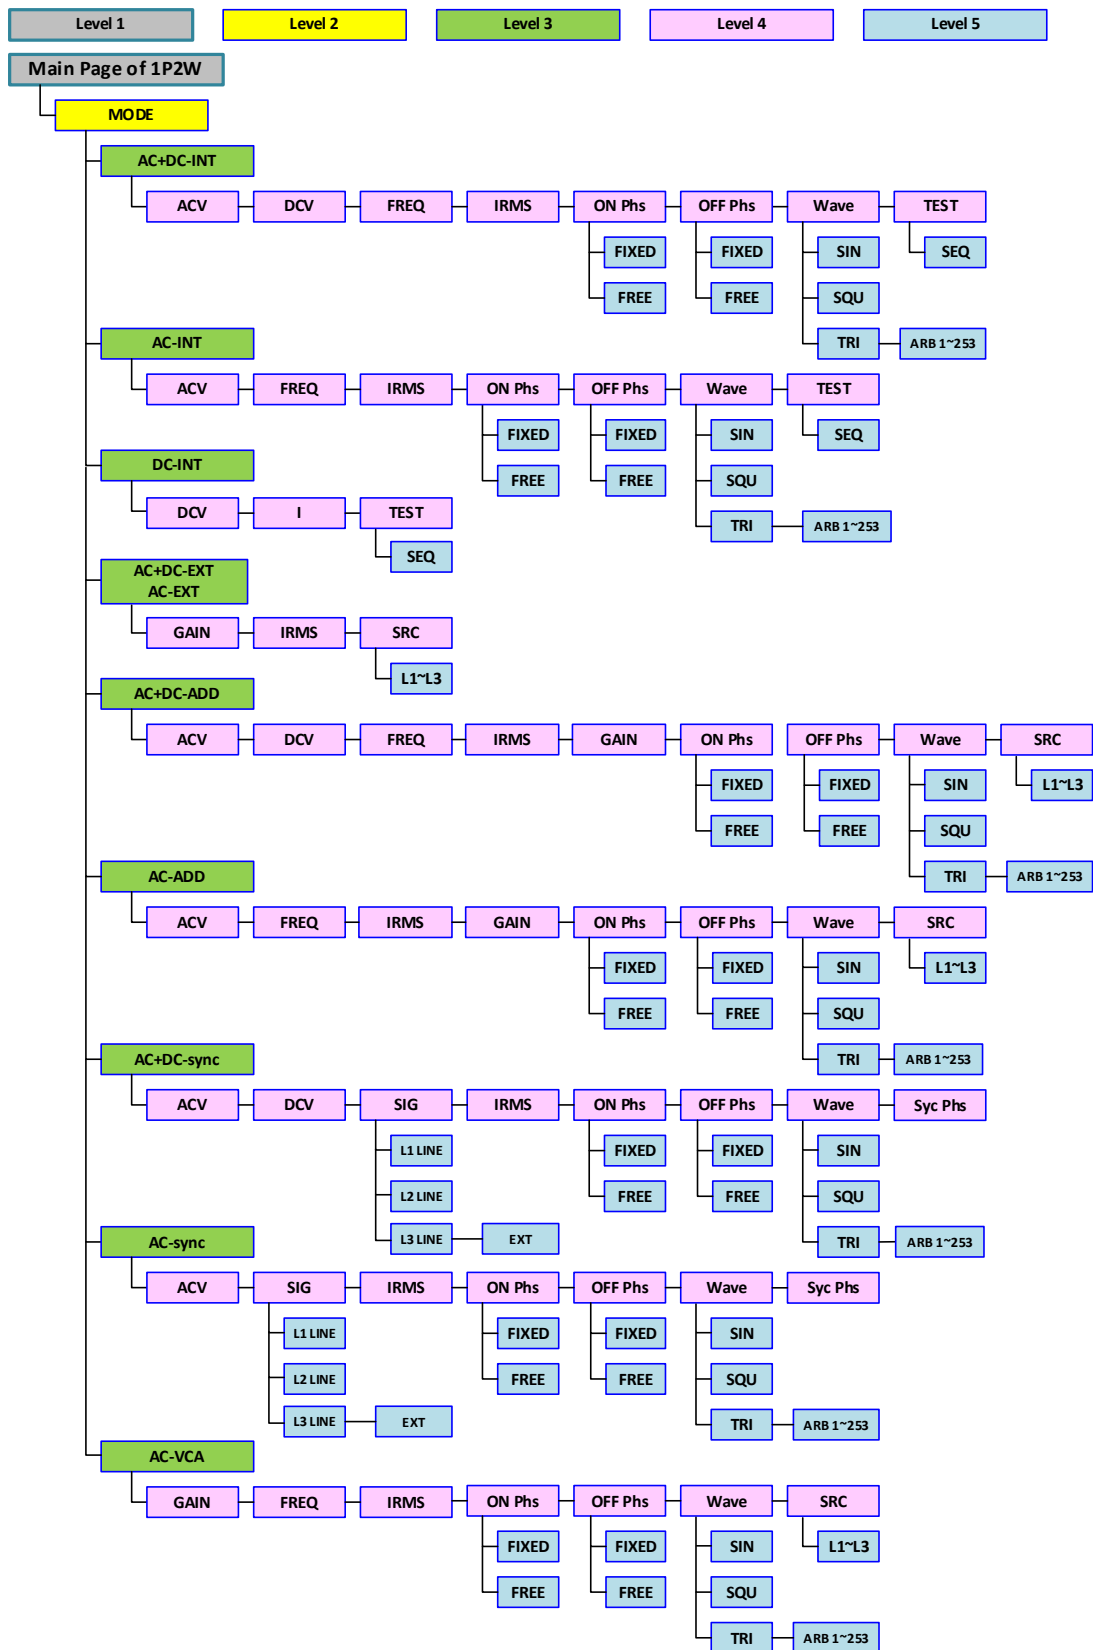 Level 1 Level 2 Level 3 Level 4 Level 5
Main Page of 1P2W
MODE
AC+DC-INT
ACV DCV FREQ IRMS ON Phs OFF Phs Wave TEST
FIXED FIXED SIN SEQ
FREE FREE SQU
TRI ARB 1~253
AC-INT
ACV FREQ IRMS ON Phs OFF Phs Wave TEST
FIXED FIXED SIN SEQ
FREE FREE SQU
TRI ARB 1~253
DC-INT
DCV I TEST
SEQ
AC+DC-EXT
AC-EXT
GAIN IRMS SRC
L1~L3
AC+DC-ADD
ACV DCV FREQ IRMS GAIN ON Phs OFF Phs Wave SRC
FIXED FIXED SIN L1~L3
FREE FREE SQU
TRI ARB 1~253
AC-ADD
ACV FREQ IRMS GAIN ON Phs OFF Phs Wave SRC
FIXED FIXED SIN L1~L3
FREE FREE SQU
TRI ARB 1~253
AC+DC-sync
ACV DCV SIG IRMS ON Phs OFF Phs Wave Syc Phs
L1 LINE FIXED FIXED SIN
L2 LINE FREE FREE SQU
L3 LINE EXT TRI ARB 1~253
AC-sync
ACV SIG IRMS ON Phs OFF Phs Wave Syc Phs
L1 LINE FIXED FIXED SIN
L2 LINE FREE FREE SQU
L3 LINE EXT TRI ARB 1~253
AC-VCA
GAIN FREQ IRMS ON Phs OFF Phs Wave SRC
FIXED FIXED SIN L1~L3
FREE FREE SQU
TRI ARB 1~253